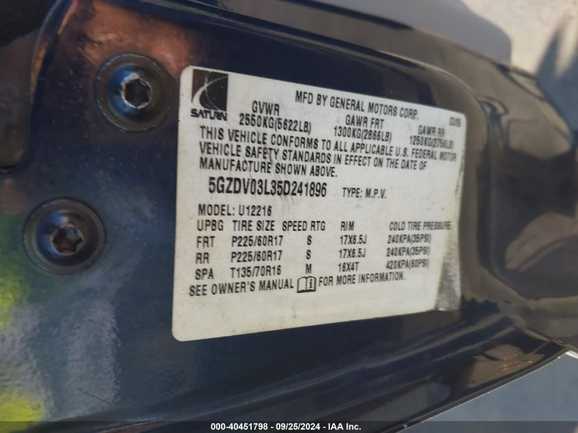 MFD BY GENERAL MOTORS CORP.
SATURN
GVWR GAWR FRT GAWR RR
2550KG(5622LB) 1300KG(2866LB) 1250KG(2756LB)
THIS VEHICLE CONFORMS TO ALL APPLICABLE U.S. FEDERAL MOTOR
VEHICLE SAFETY STANDARDS IN EFFECT ON THE DATE OF
MANUFACTURE SHOWN ABOVE.
5GZDV03L35D241896 TYPE: M.P.V.
MODEL: U12216
UPBG TIRE SIZE SPEED RTG RIM COLD TIRE PRESSURE
FRT P225/60R17 S 17X6.5J 240KPA(35PSI)
RR P225/60R17 S 17X6.5J 240KPA(35PSI)
SPA T135/70R16 M 16X4T 420KPA(60PSI)
SEE OWNER'S MANUAL FOR MORE INFORMATION.
000-40451798 - 09/25/2024 - IAA Inc.